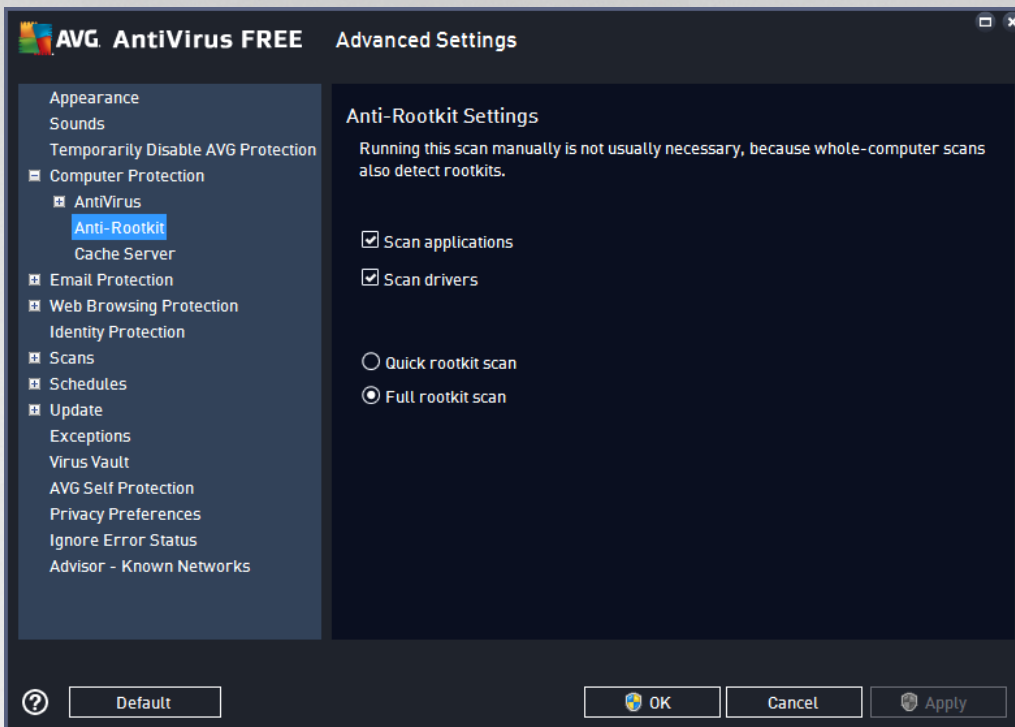 AVG AntiVirus FREE Advanced Settings
Appearance
Sounds
Temporarily Disable AVG Protection
Computer Protection
AntiVirus
Anti-Rootkit
Cache Server
Email Protection
Web Browsing Protection
Identity Protection
Scans
Schedules
Update
Exceptions
Virus Vault
AVG Self Protection
Privacy Preferences
Ignore Error Status
Advisor - Known Networks
Anti-Rootkit Settings
Running this scan manually is not usually necessary, because whole-computer scans
also detect rootkits.
Scan applications
Scan drivers
Quick rootkit scan
Full rootkit scan
? Default OK Cancel Apply